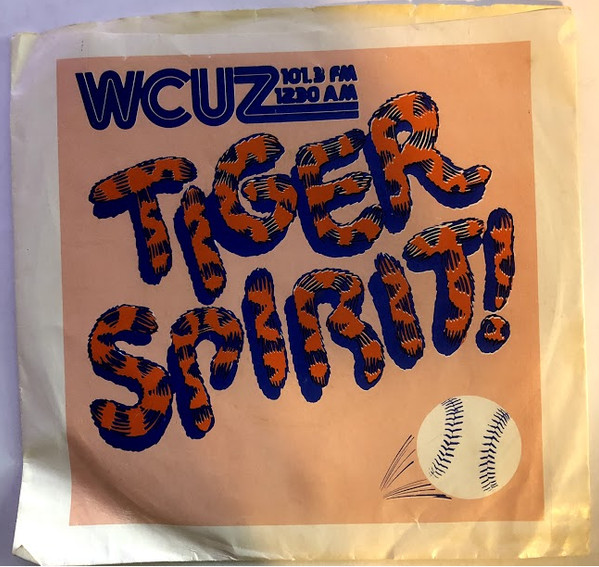 WCUZ 101.3 FM
1230 AM
TIGER
SPIRIT!